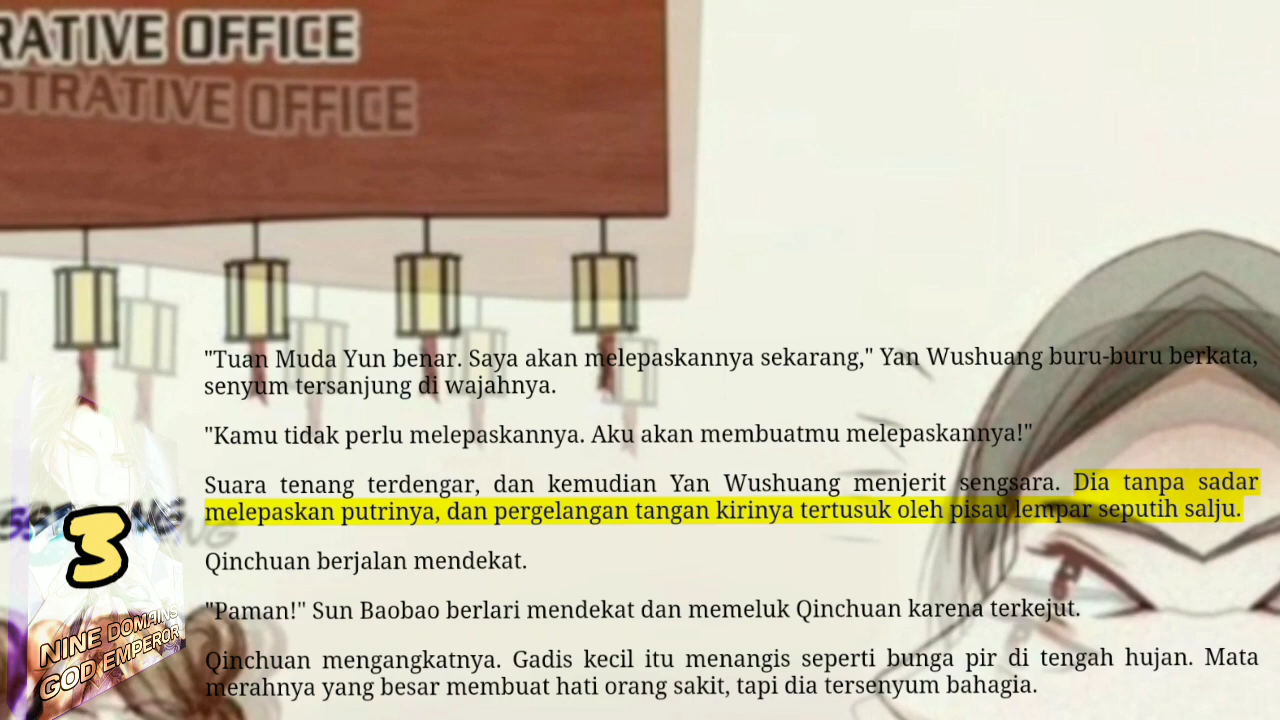 RATIVE OFFICE
STRATIVE OFFICE
"Tuan Muda Yun benar. Saya akan melepaskannya sekarang," Yan Wushuang buru-buru berkata,
senyum tersanjung di wajahnya.
"Kamu tidak perlu melepaskannya. Aku akan membuatmu melepaskannya!"
Suara tenang terdengar, dan kemudian Yan Wushuang menjerit sengsara. Dia tanpa sadar
melepaskan putrinya, dan pergelangan tangan kirinya tertusuk oleh pisau lempar seputih salju.
Qinchuan berjalan mendekat.
"Paman!" Sun Baobao berlari mendekat dan memeluk Qinchuan karena terkejut.
Qinchuan mengangkatnya. Gadis kecil itu menangis seperti bunga pir di tengah hujan. Mata
merahnya yang besar membuat hati orang sakit, tapi dia tersenyum bahagia.
3
NINE DOMAINS
GOD EMPEROR